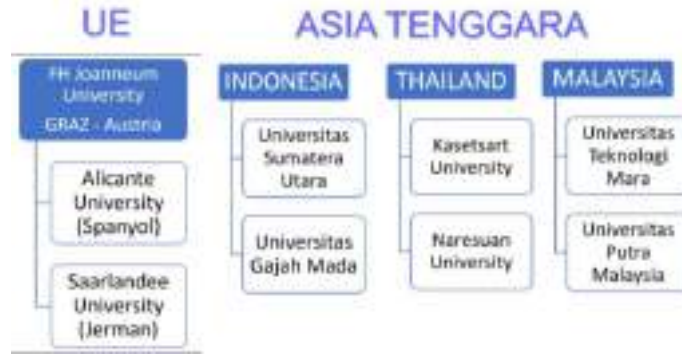 UE
FH Joanneum
University
GRAZ - Austria
Alicante
University
(Spanyol)
Saarlandee
University
(Jerman)
ASIA TENGGARA
INDONESIA
Universitas
Sumatera
Utara
Universitas
Gajah Mada
THAILAND
Kasetsart
University
Naresuan
University
MALAYSIA
Universitas
Teknologi
Mara
Universitas
Putra
Malaysia